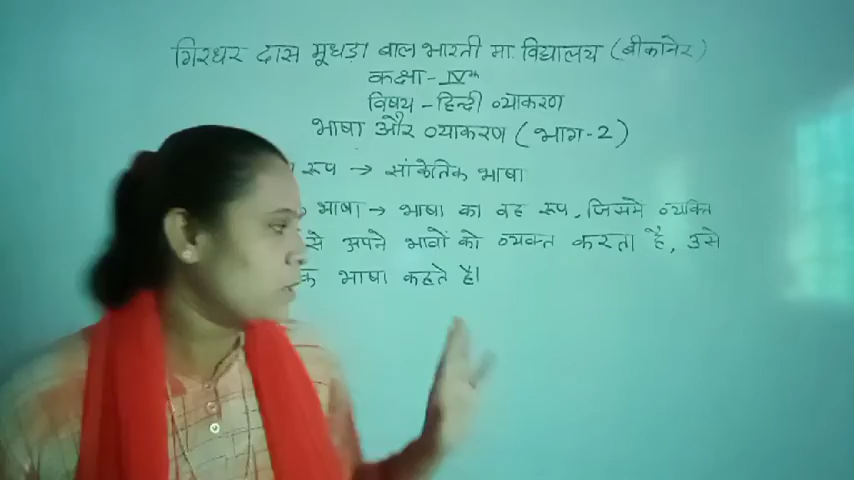 गिरधर दास मूधड़ा बाल भारती मा. विद्यालय (बीकानेर)
कक्षा - IVth
विषय - हिन्दी व्याकरण
भाषा और व्याकरण (भाग-2)
रूप → सांकेतिक भाषा
भाषा → भाषा का वह रूप, जिसमे व्यक्ति
से अपने भावों को व्यक्त करता है, उसे
भाषा कहते है।